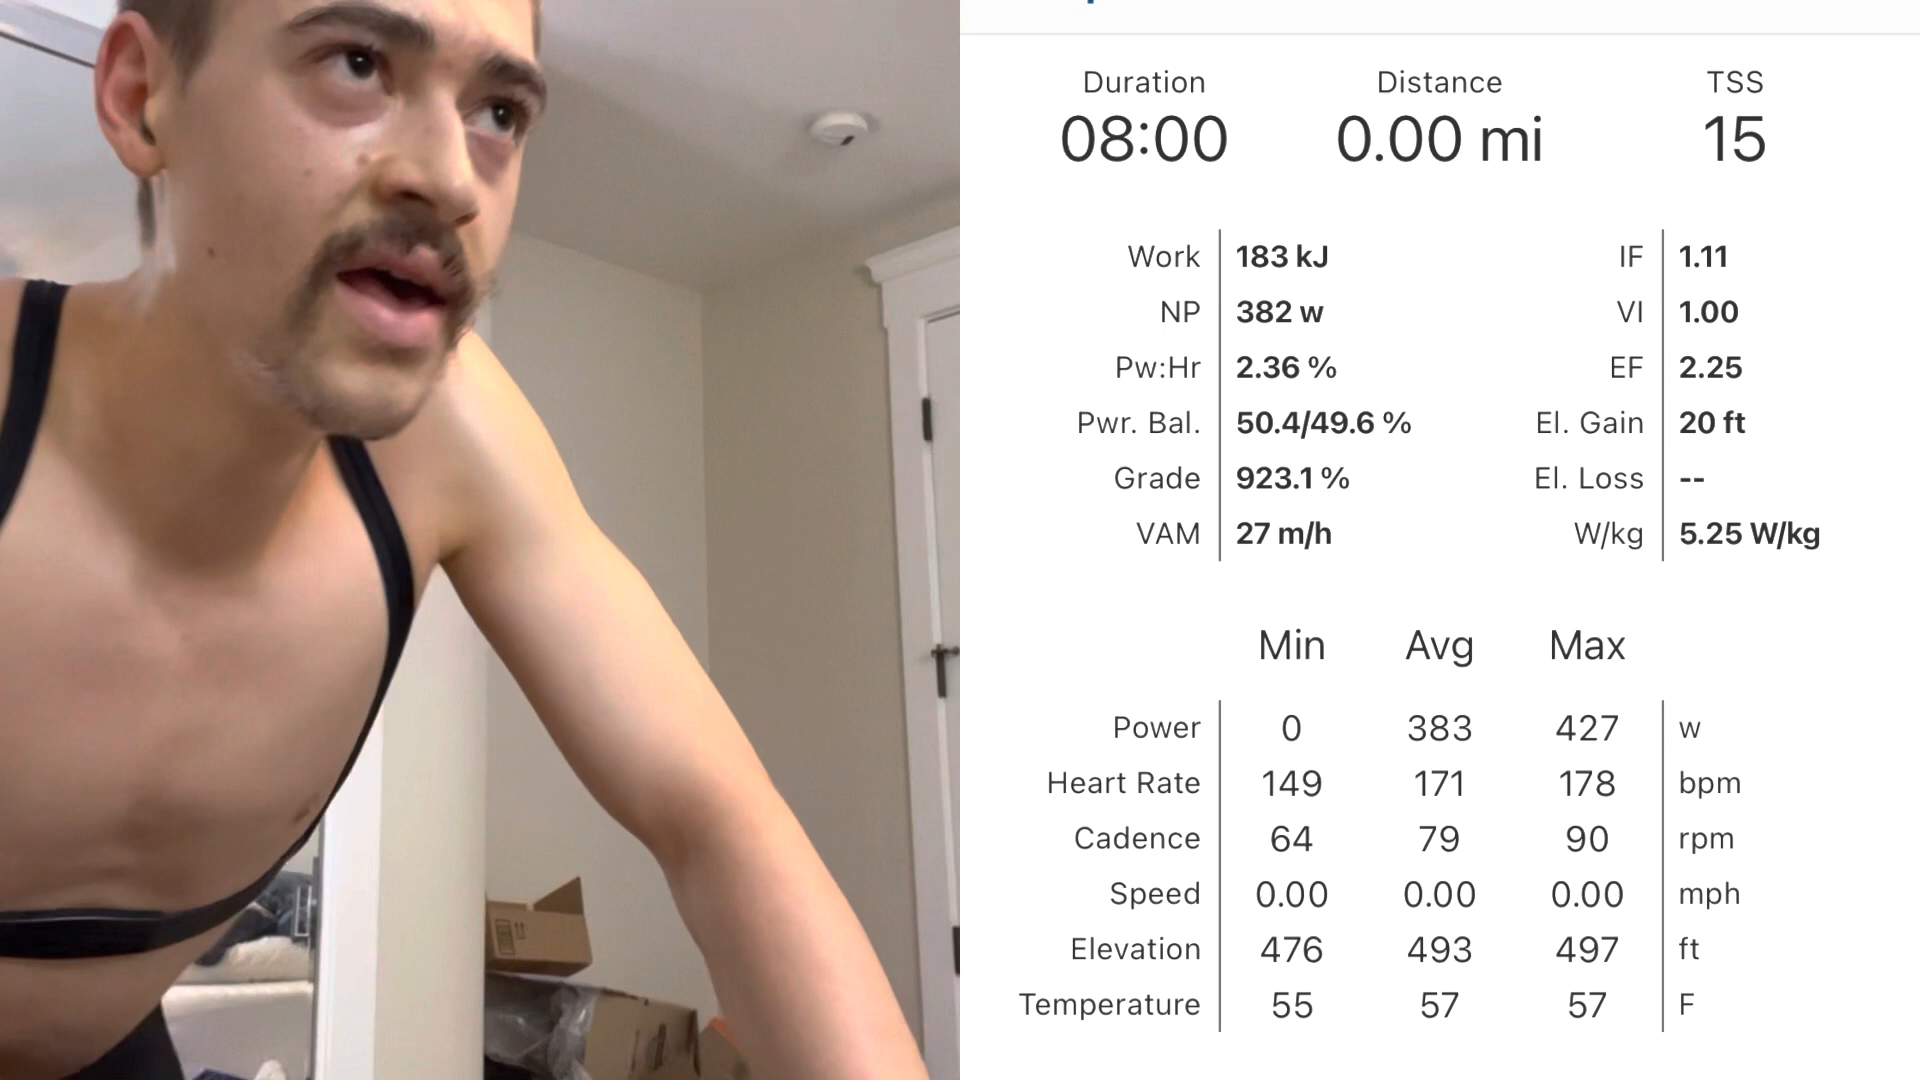 Duration Distance TSS
08:00 0.00 mi 15
Work 183 kJ IF 1.11
NP 382 w VI 1.00
Pw:Hr 2.36 % EF 2.25
Pwr. Bal. 50.4/49.6 % El. Gain 20 ft
Grade 923.1 % El. Loss --
VAM 27 m/h W/kg 5.25 W/kg
Min Avg Max
Power 0 383 427 w
Heart Rate 149 171 178 bpm
Cadence 64 79 90 rpm
Speed 0.00 0.00 0.00 mph
Elevation 476 493 497 ft
Temperature 55 57 57 F